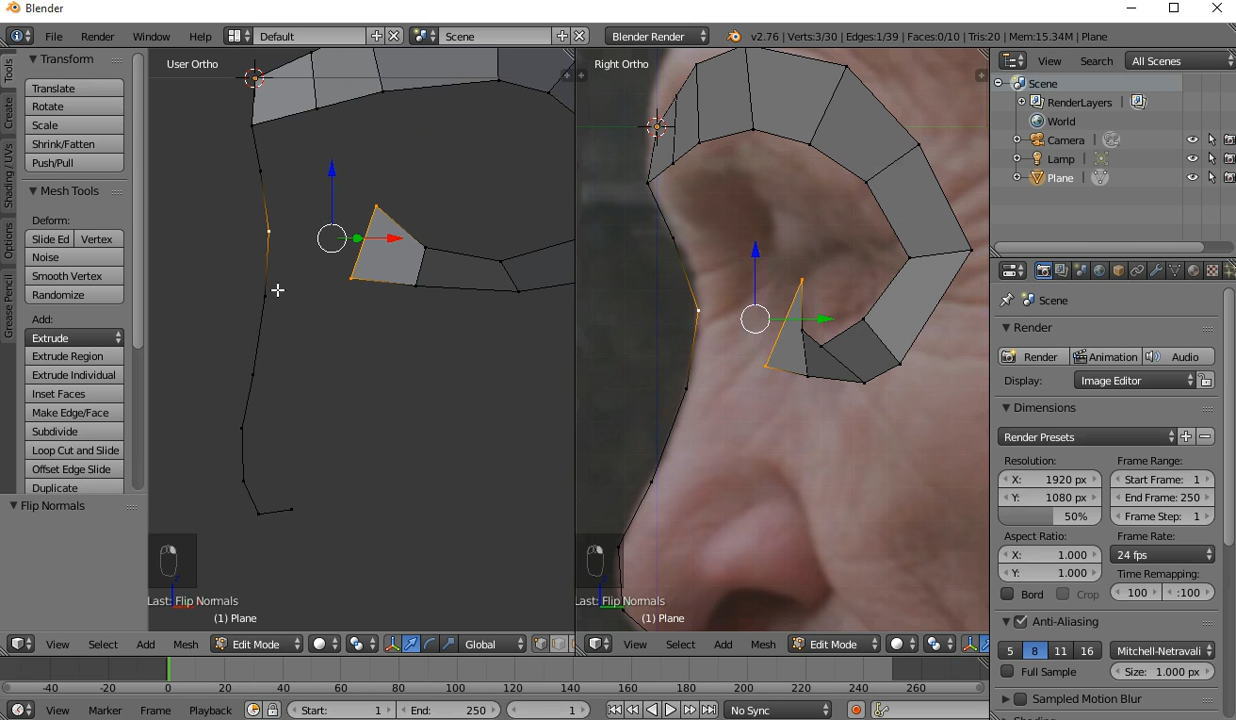 Blender
File Render Window Help Default Scene Blender Render v2.76 | Verts:3/30 | Edges:1/39 | Faces:0/10 | Tris:20 | Mem:15.34M | Plane
Tools
Create
Shading / UVs
Options
Grease Pencil
Transform
Translate
Rotate
Scale
Shrink/Fatten
Push/Pull
Mesh Tools
Deform:
Slide Ed Vertex
Noise
Smooth Vertex
Randomize
Add:
Extrude
Extrude Region
Extrude Individual
Inset Faces
Make Edge/Face
Subdivide
Loop Cut and Slide
Offset Edge Slide
Duplicate
Flip Normals
User Ortho
Last: Flip Normals
(1) Plane
View Select Add Mesh Edit Mode Global
Right Ortho
Last: Flip Normals
(1) Plane
View Select Add Mesh Edit Mode
View Search All Scenes
Scene
RenderLayers
World
Camera
Lamp
Plane
Scene
Render
Render Animation Audio
Display: Image Editor
Dimensions
Render Presets
Resolution: Frame Range:
X: 1920 px Start Frame: 1
Y: 1080 px End Frame: 250
50% Frame Step: 1
Aspect Ratio: Frame Rate:
X: 1.000 24 fps
Y: 1.000 Time Remapping:
Bord Crop 100 :100
Anti-Aliasing
5 8 11 16 Mitchell-Netravali
Full Sample Size: 1.000 px
Sampled Motion Blur
-40 -20 0 20 40 60 80 100 120 140 160 180 200 220 240 260
View Marker Frame Playback Start: 1 End: 250 1 No Sync